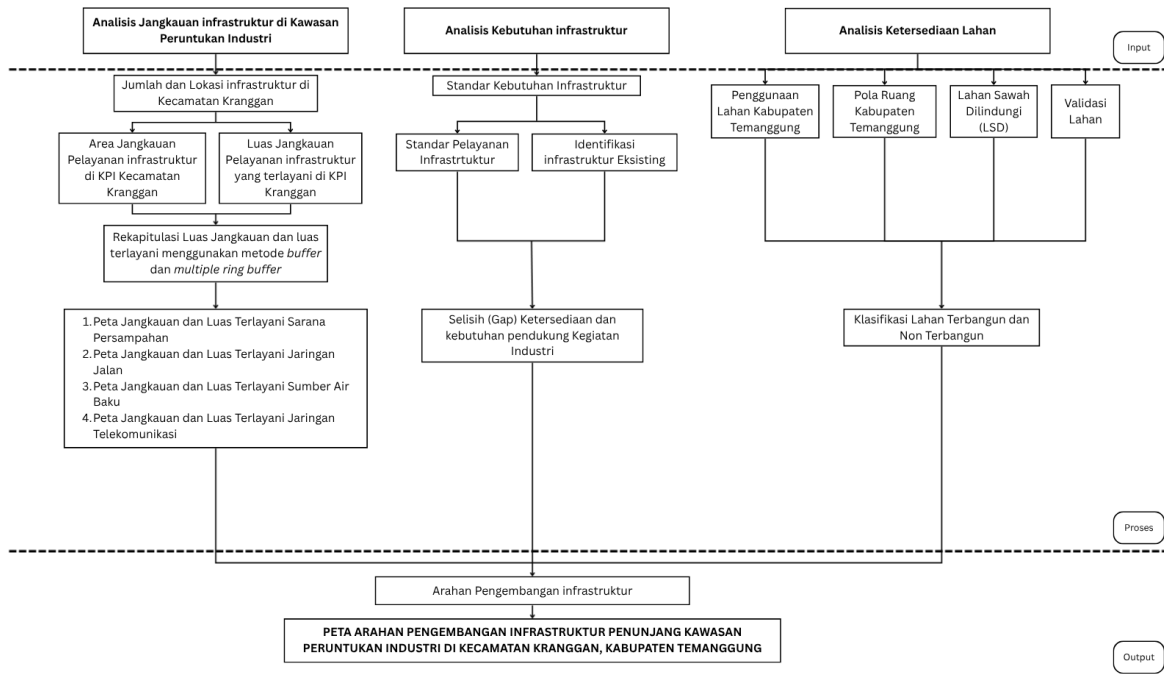 Analisis Jangkauan infrastruktur di Kawasan
Peruntukan Industri
Analisis Kebutuhan infrastruktur
Analisis Ketersediaan Lahan
Input
Jumlah dan Lokasi infrastruktur di
Kecamatan Kranggan
Area Jangkauan
Pelayanan infrastruktur
di KPI Kecamatan
Kranggan
Luas Jangkauan
Pelayanan infrastruktur
yang terlayani di KPI
Kranggan
Rekapitulasi Luas Jangkauan dan luas
terlayani menggunakan metode buffer
dan multiple ring buffer
1. Peta Jangkauan dan Luas Terlayani Sarana
Persampahan
2. Peta Jangkauan dan Luas Terlayani Jaringan
Jalan
3. Peta Jangkauan dan Luas Terlayani Sumber Air
Baku
4. Peta Jangkauan dan Luas Terlayani Jaringan
Telekomunikasi
Standar Kebutuhan Infrastruktur
Standar Pelayanan
Infrastrtuktur
Identifikasi
infrastruktur Eksisting
Selisih (Gap) Ketersediaan dan
kebutuhan pendukung Kegiatan
Industri
Penggunaan
Lahan Kabupaten
Temanggung
Pola Ruang
Kabupaten
Temanggung
Lahan Sawah
Dilindungi
(LSD)
Validasi
Lahan
Klasifikasi Lahan Terbangun dan
Non Terbangun
Proses
Arahan Pengembangan infrastruktur
PETA ARAHAN PENGEMBANGAN INFRASTRUKTUR PENUNJANG KAWASAN
PERUNTUKAN INDUSTRI DI KECAMATAN KRANGGAN, KABUPATEN TEMANGGUNG
Output